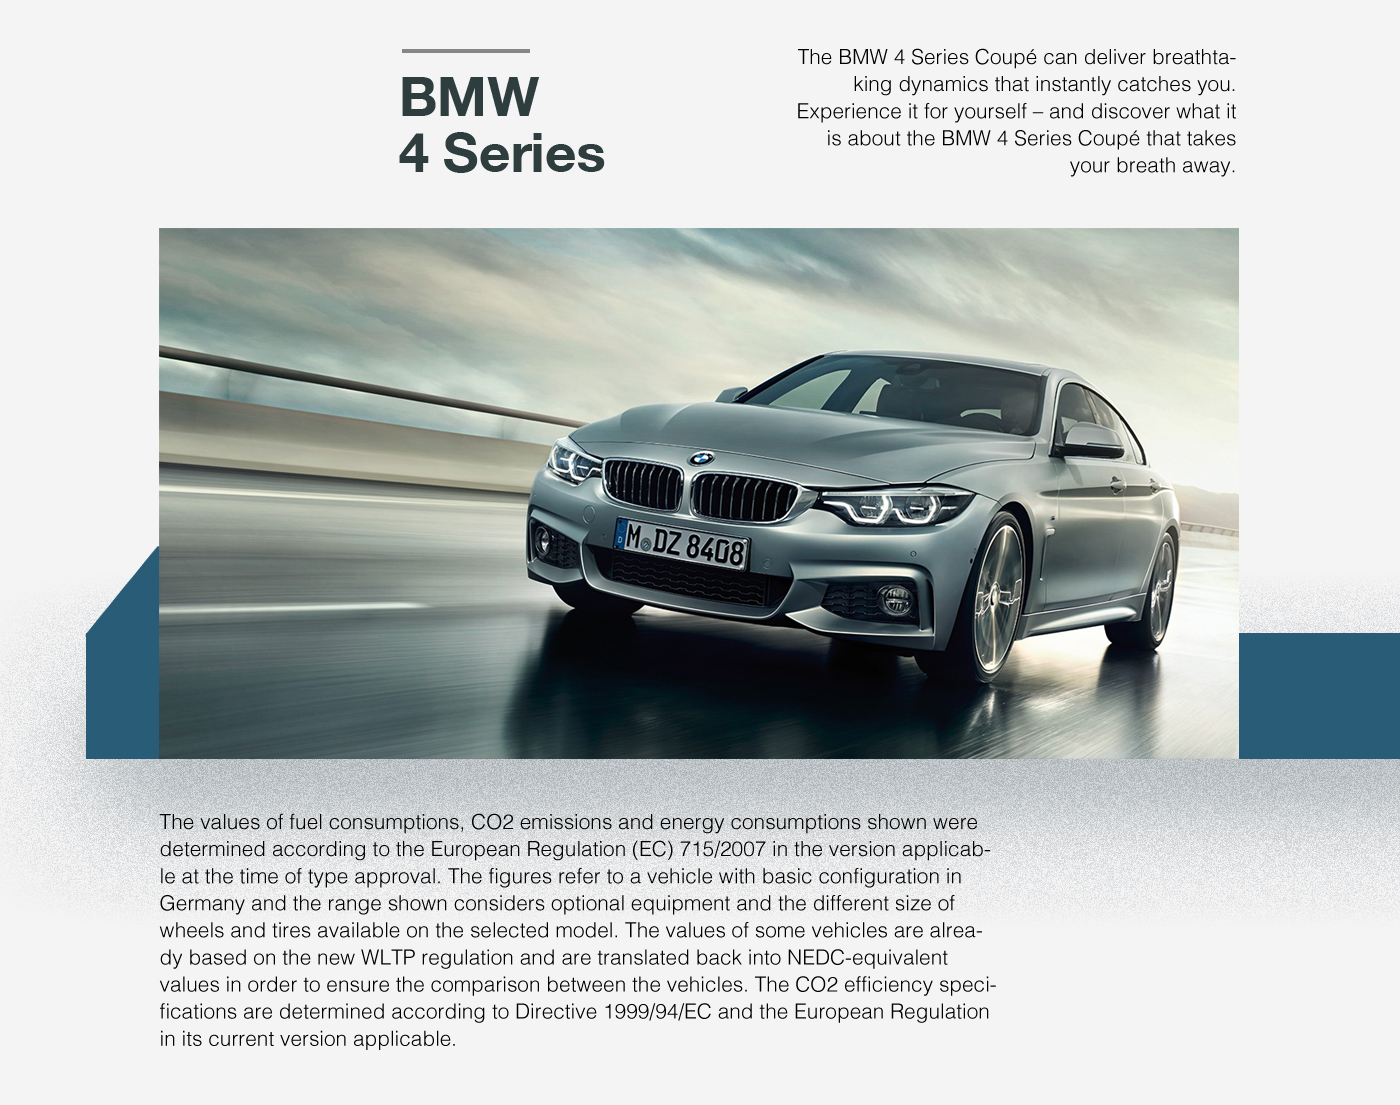 BMW
4 Series
The BMW 4 Series Coupé can deliver breathta-
king dynamics that instantly catches you.
Experience it for yourself – and discover what it
is about the BMW 4 Series Coupé that takes
your breath away.
M DZ 8408
D
The values of fuel consumptions, CO2 emissions and energy consumptions shown were
determined according to the European Regulation (EC) 715/2007 in the version applicab-
le at the time of type approval. The figures refer to a vehicle with basic configuration in
Germany and the range shown considers optional equipment and the different size of
wheels and tires available on the selected model. The values of some vehicles are alrea-
dy based on the new WLTP regulation and are translated back into NEDC-equivalent
values in order to ensure the comparison between the vehicles. The CO2 efficiency speci-
fications are determined according to Directive 1999/94/EC and the European Regulation
in its current version applicable.